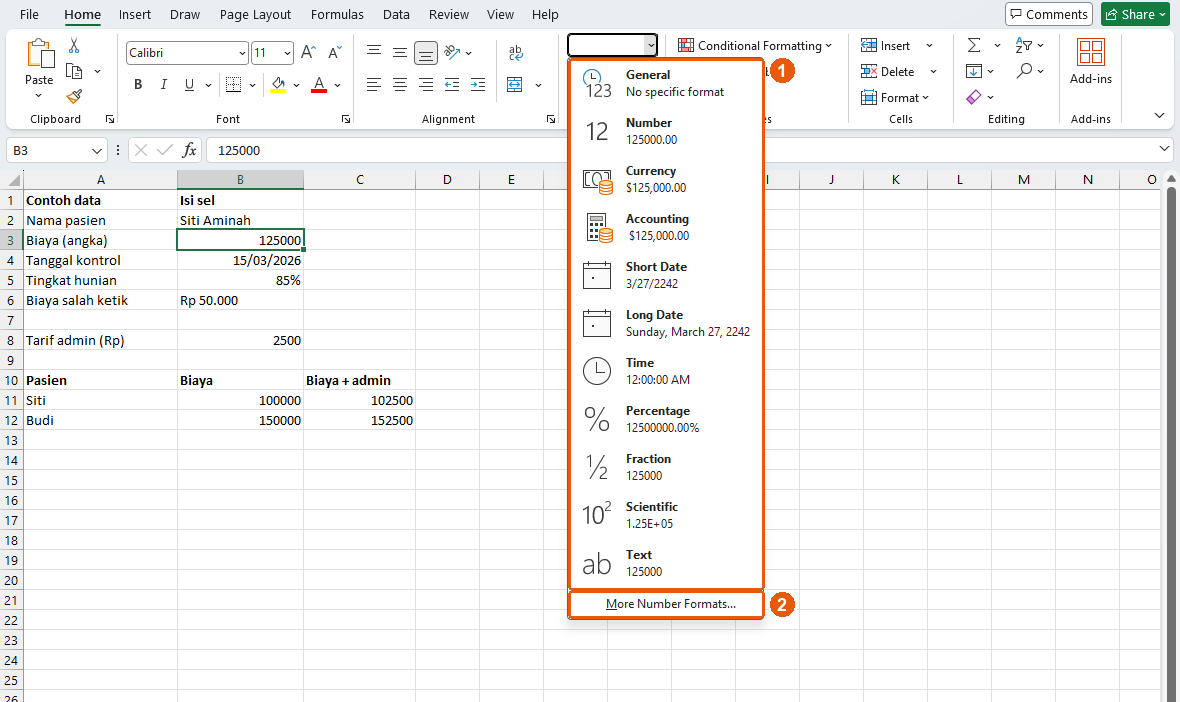 File Home Insert Draw Page Layout Formulas Data Review View Help Comments Share
Calibri 11 Conditional Formatting Insert
Paste B I U A ab Delete Add-ins
Format
Clipboard Font Alignment Cells Editing Add-ins
B3 fx 125000
A B C D E J K L M N O
1 Contoh data Isi sel
2 Nama pasien Siti Aminah
3 Biaya (angka) 125000
4 Tanggal kontrol 15/03/2026
5 Tingkat hunian 85%
6 Biaya salah ketik Rp 50.000
7
8 Tarif admin (Rp) 2500
9
10 Pasien Biaya Biaya + admin
11 Siti 100000 102500
12 Budi 150000 152500
13
14
15
16
17
18
19
20
21
22
23
24
25
26
1
123 General
No specific format
12 Number
125000.00
Currency
$125,000.00
Accounting
$125,000.00
Short Date
3/27/2242
Long Date
Sunday, March 27, 2242
Time
12:00:00 AM
% Percentage
12500000.00%
½ Fraction
125000
10² Scientific
1.25E+05
ab Text
125000
More Number Formats... 2